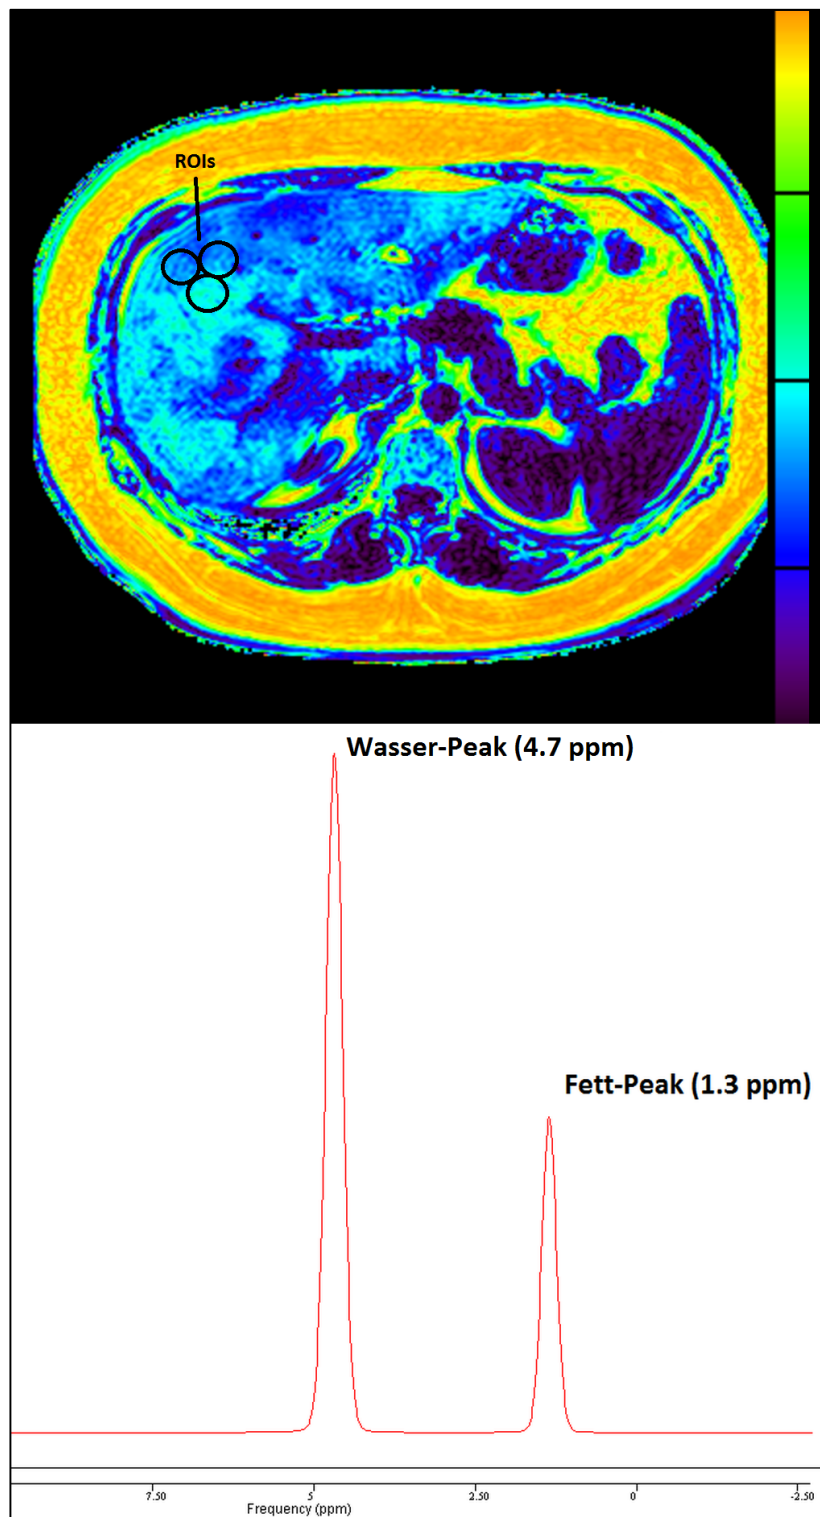 ROIs
Wasser-Peak (4.7 ppm)
Fett-Peak (1.3 ppm)
7.50 5 2.50 0 -2.50
Frequency (ppm)